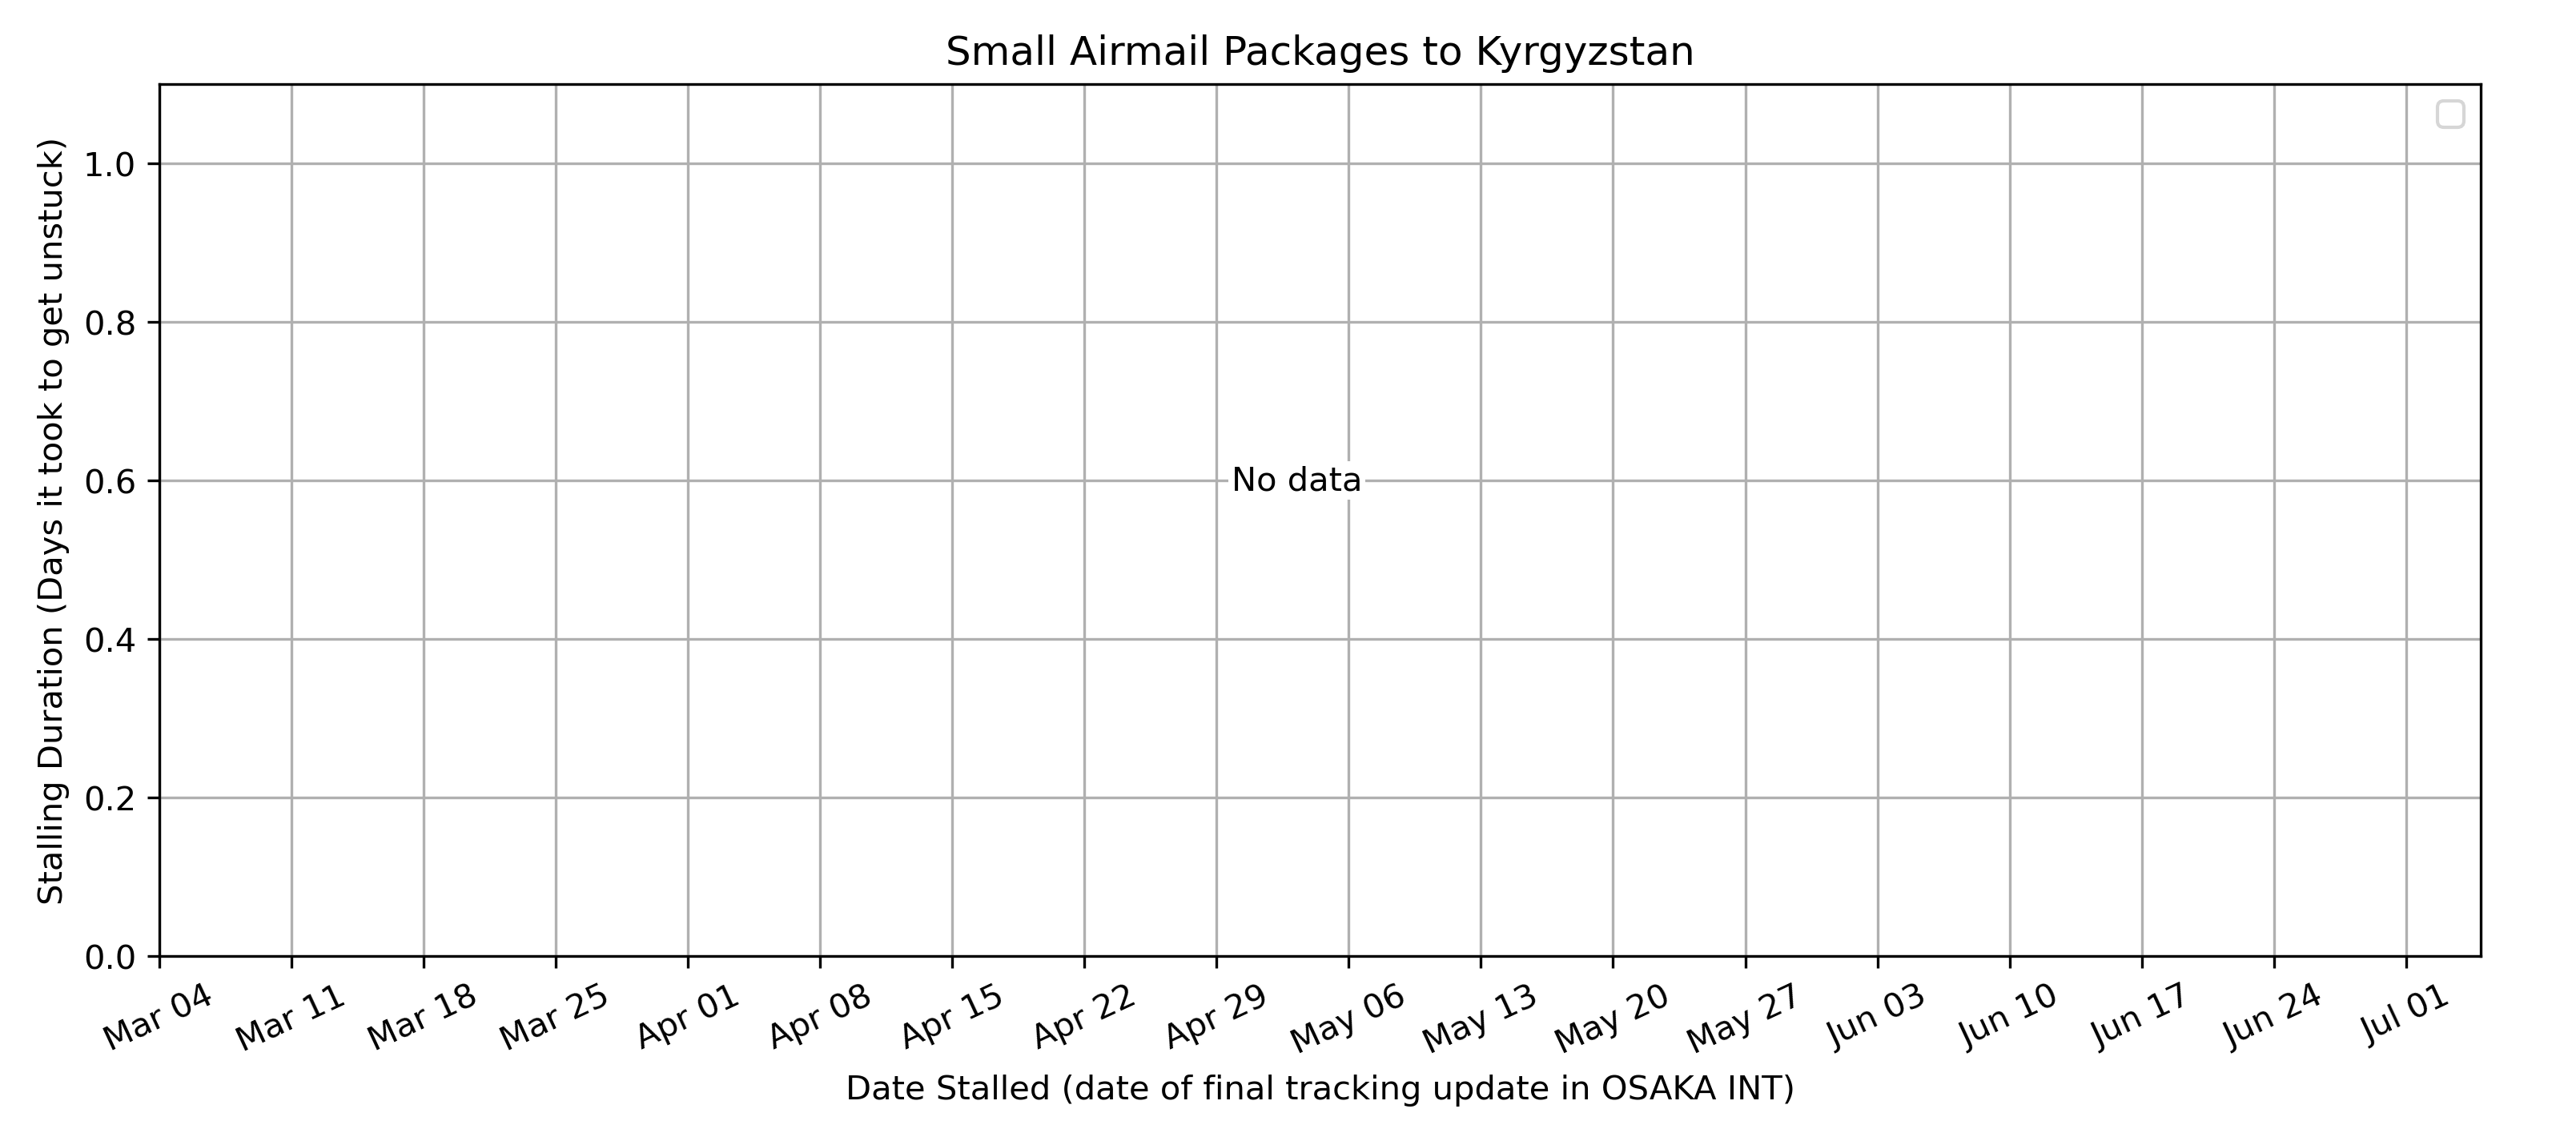 Small Airmail Packages to Kyrgyzstan
Stalling Duration (Days it took to get unstuck)
1.0
0.8
0.6
0.4
0.2
0.0
No data
Mar 04
Mar 11
Mar 18
Mar 25
Apr 01
Apr 08
Apr 15
Apr 22
Apr 29
May 06
May 13
May 20
May 27
Jun 03
Jun 10
Jun 17
Jun 24
Jul 01
Date Stalled (date of final tracking update in OSAKA INT)